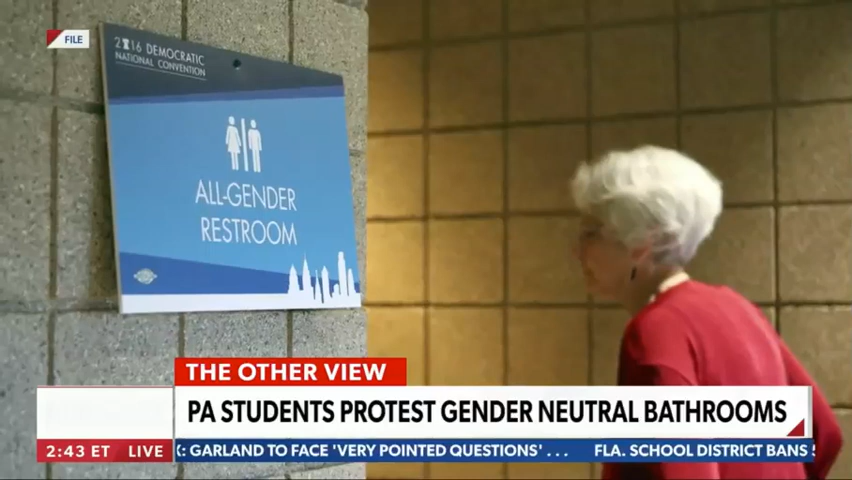 FILE
2016 DEMOCRATIC
NATIONAL CONVENTION
ALL-GENDER
RESTROOM
THE OTHER VIEW
PA STUDENTS PROTEST GENDER NEUTRAL BATHROOMS
2:43 ET LIVE
: GARLAND TO FACE 'VERY POINTED QUESTIONS' . . . FLA. SCHOOL DISTRICT BANS